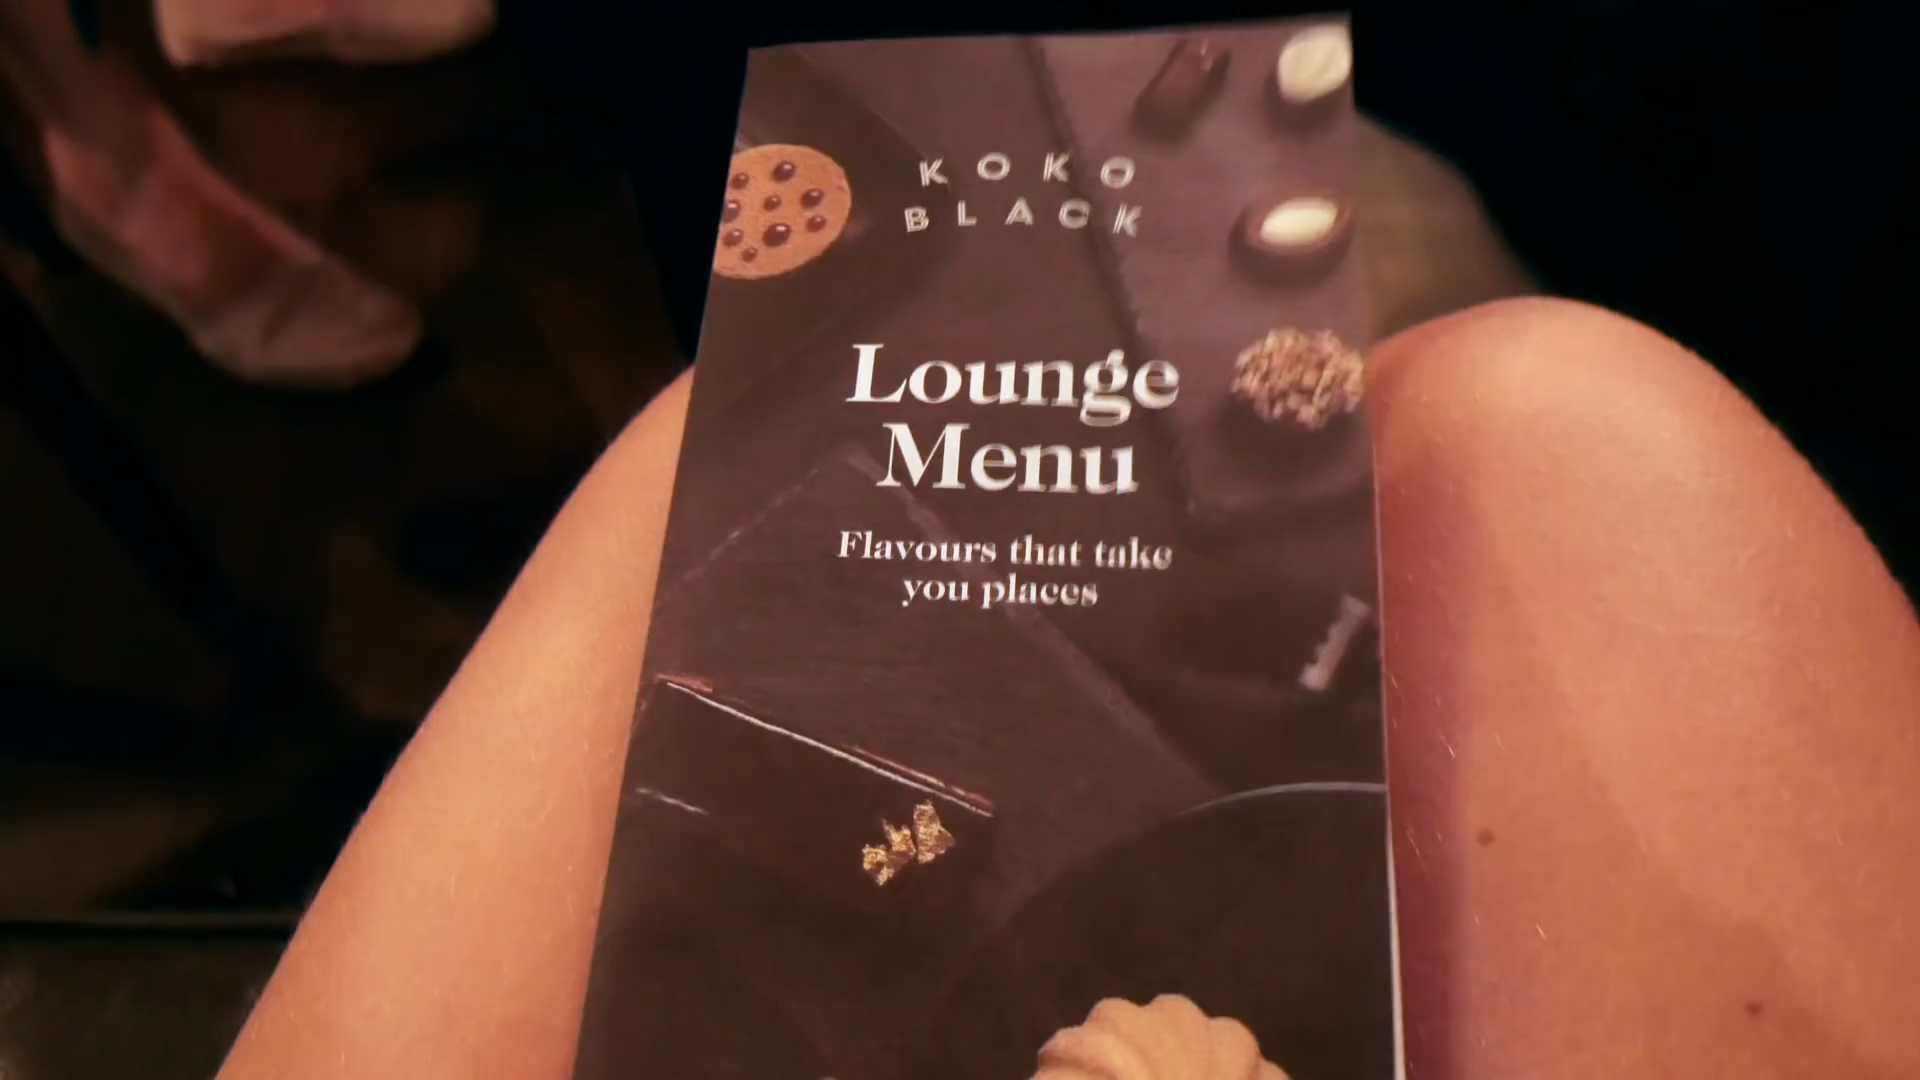 KOKO
BLACK
Lounge
Menu
Flavours that take
you places